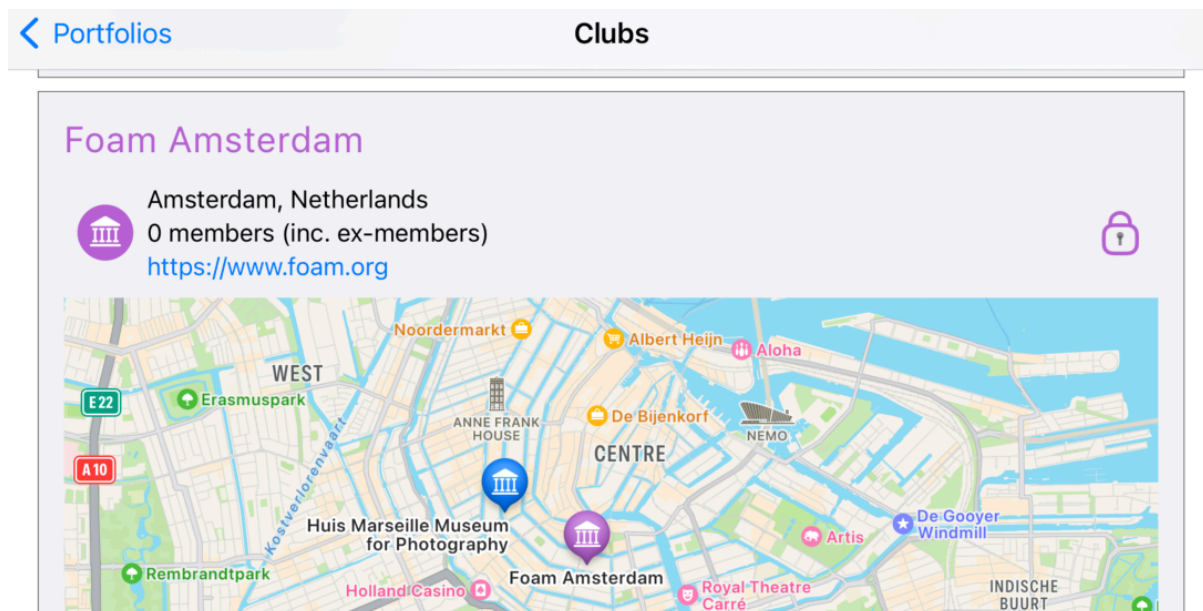 Portfolios
Clubs
Foam Amsterdam
Amsterdam, Netherlands
0 members (inc. ex-members)
https://www.foam.org
Noordermarkt
Albert Heijn
Aloha
WEST
E 22
Erasmuspark
ANNE FRANK
HOUSE
De Bijenkorf
NEMO
CENTRE
A 10
Kostverlorenvaart
Huis Marseille Museum
for Photography
De Gooyer
Windmill
Artis
Rembrandtpark
Foam Amsterdam
Holland Casino
Royal Theatre
Carré
INDISCHE
BUURT